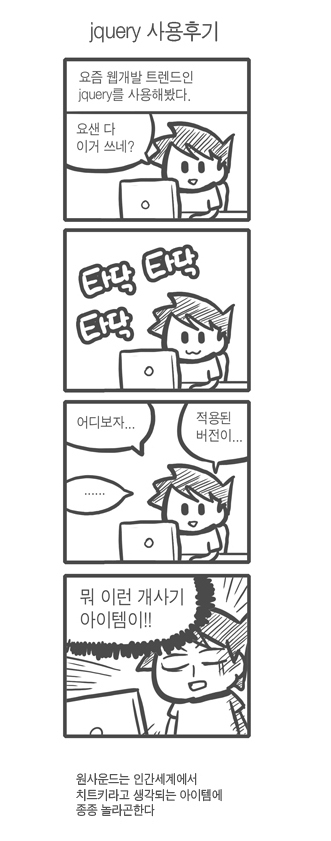 jquery 사용후기
요즘 웹개발 트렌드인
jquery를 사용해봤다.
요샌 다
이거 쓰네?
타닥 타닥
타닥
어디보자...
적용된
버전이...
......
뭐 이런 개사기
아이템이!!
원사운드는 인간세계에서
치트키라고 생각되는 아이템에
종종 놀라곤한다